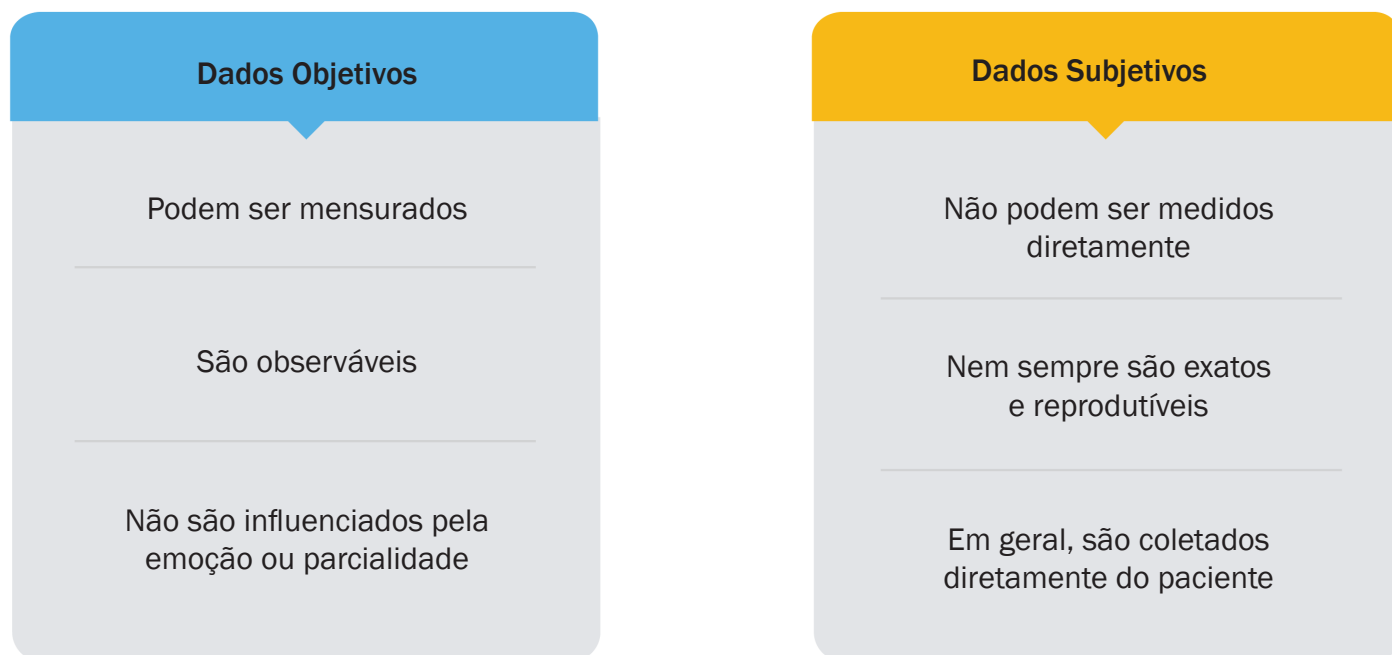 Dados Objetivos
Podem ser mensurados
São observáveis
Não são influenciados pela
emoção ou parcialidade
Dados Subjetivos
Não podem ser medidos
diretamente
Nem sempre são exatos
e reprodutíveis
Em geral, são coletados
diretamente do paciente